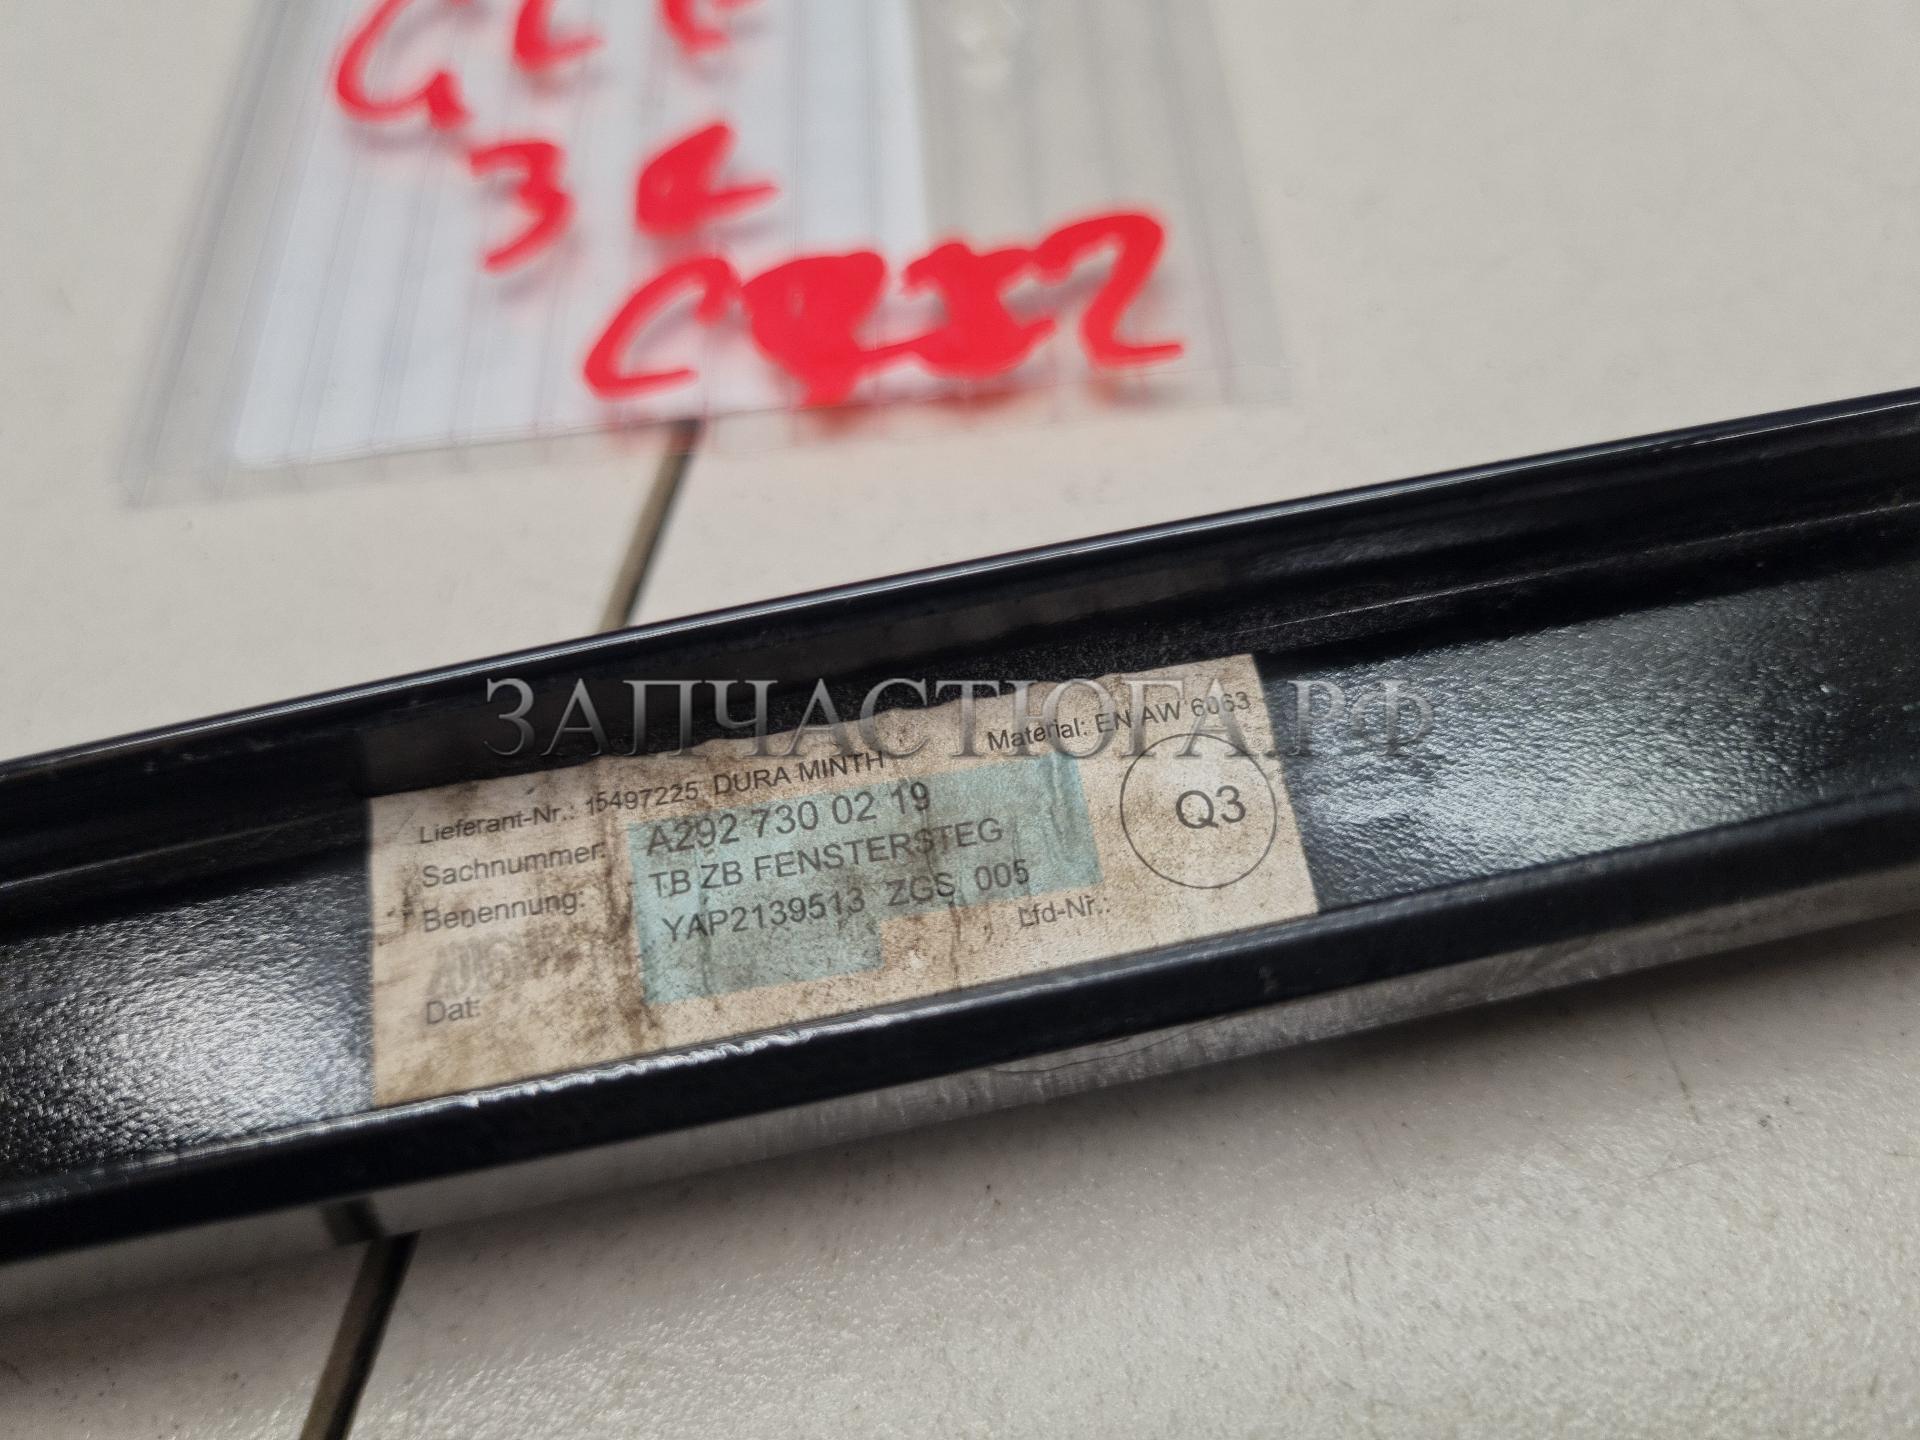 GLE
ЗАПЧАСТЮГА.РФ
Lieferant-Nr.: 15497225 DURA MINTH
Material: EN AW 6063
Sachnummer: A292 730 02 19
Benennung: TB ZB FENSTERSTEG
YAP2139513 ZGS 005
Q3
Dat:
Lfd-Nr.: